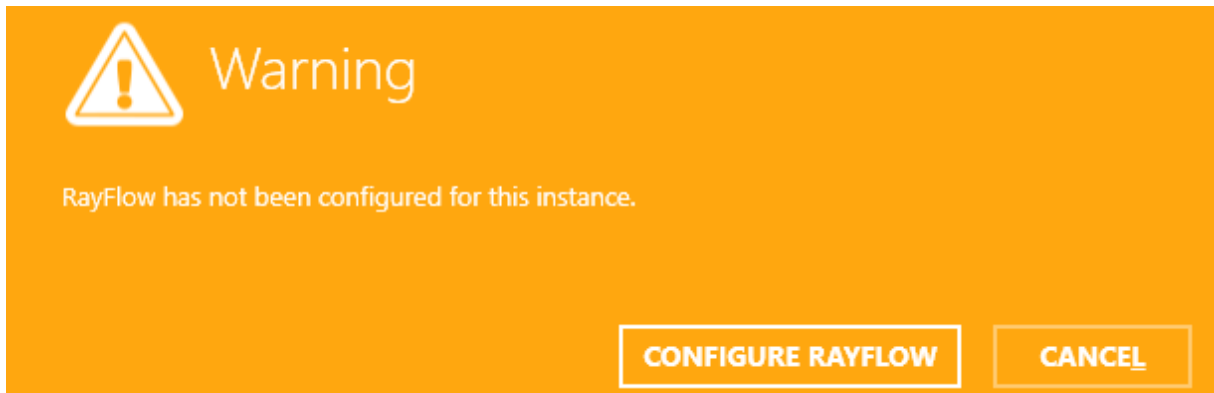 Warning
RayFlow has not been configured for this instance.
CONFIGURE RAYFLOW CANCEL